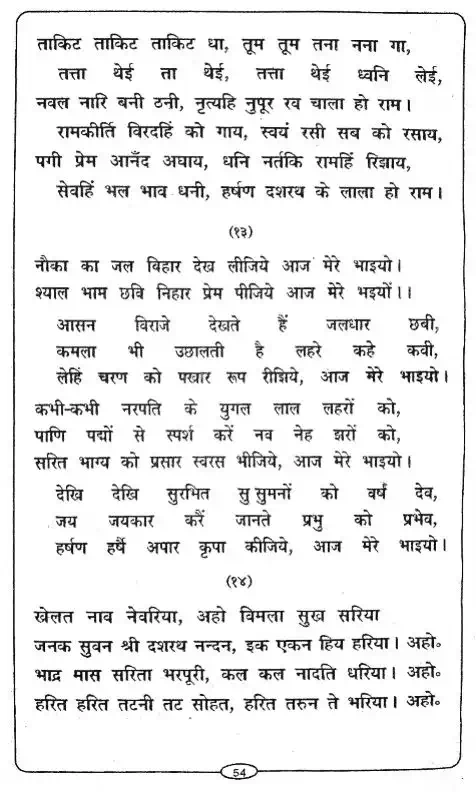 ताकिट ताकिट ताकिट धा, तूम तूम तना नना गा,
तत्ता थेई ता थेई, तत्ता थेई ध्वनि लेई,
नवल नारि बनी ठनी, नृत्यहि नुपूर रव चाला हो राम।
रामकीर्ति विरदहिं को गाय, स्वयं रसी सब को रसाय,
पगी प्रेम आनँद अघाय, धनि नर्तकि रामहिं रिझाय,
सेवहिं भल भाव धनी, हर्षण दशरथ के लाला हो राम।
(१३)
नौका का जल विहार देख लीजिये आज मेरे भाइयो।
श्याल भाम छवि निहार प्रेम पीजिये आज मेरे भइयों।।
आसन विराजे देखते हैं जलधार छबी,
कमला भी उछालती है लहरे कहे कवी,
लेहिं चरण को पखार रूप रीझिये, आज मेरे भाइयो।
कभी-कभी नरपति के युगल लाल लहरों को,
पाणि पद्मों से स्पर्श करें नव नेह झरों को,
सरित भाग्य को प्रसार स्वरस भीजिये, आज मेरे भाइयो।
देखि देखि सुरभित सु सुमनों को वर्ष देव,
जय जयकार करैं जानते प्रभु को प्रभेव,
हर्षण हर्षै अपार कृपा कीजिये, आज मेरे भाइयो।
(१४)
खेलत नाव नेवरिया, अहो विमला सुख सरिया
जनक सुवन श्री दशरथ नन्दन, इक एकन हिय हरिया। अहो॰
भाद्र मास सरिता भरपूरी, कल कल नादति धरिया। अहो॰
हरित हरित तटनी तट सोहत, हरित तरुन ते भरिया। अहो॰
54